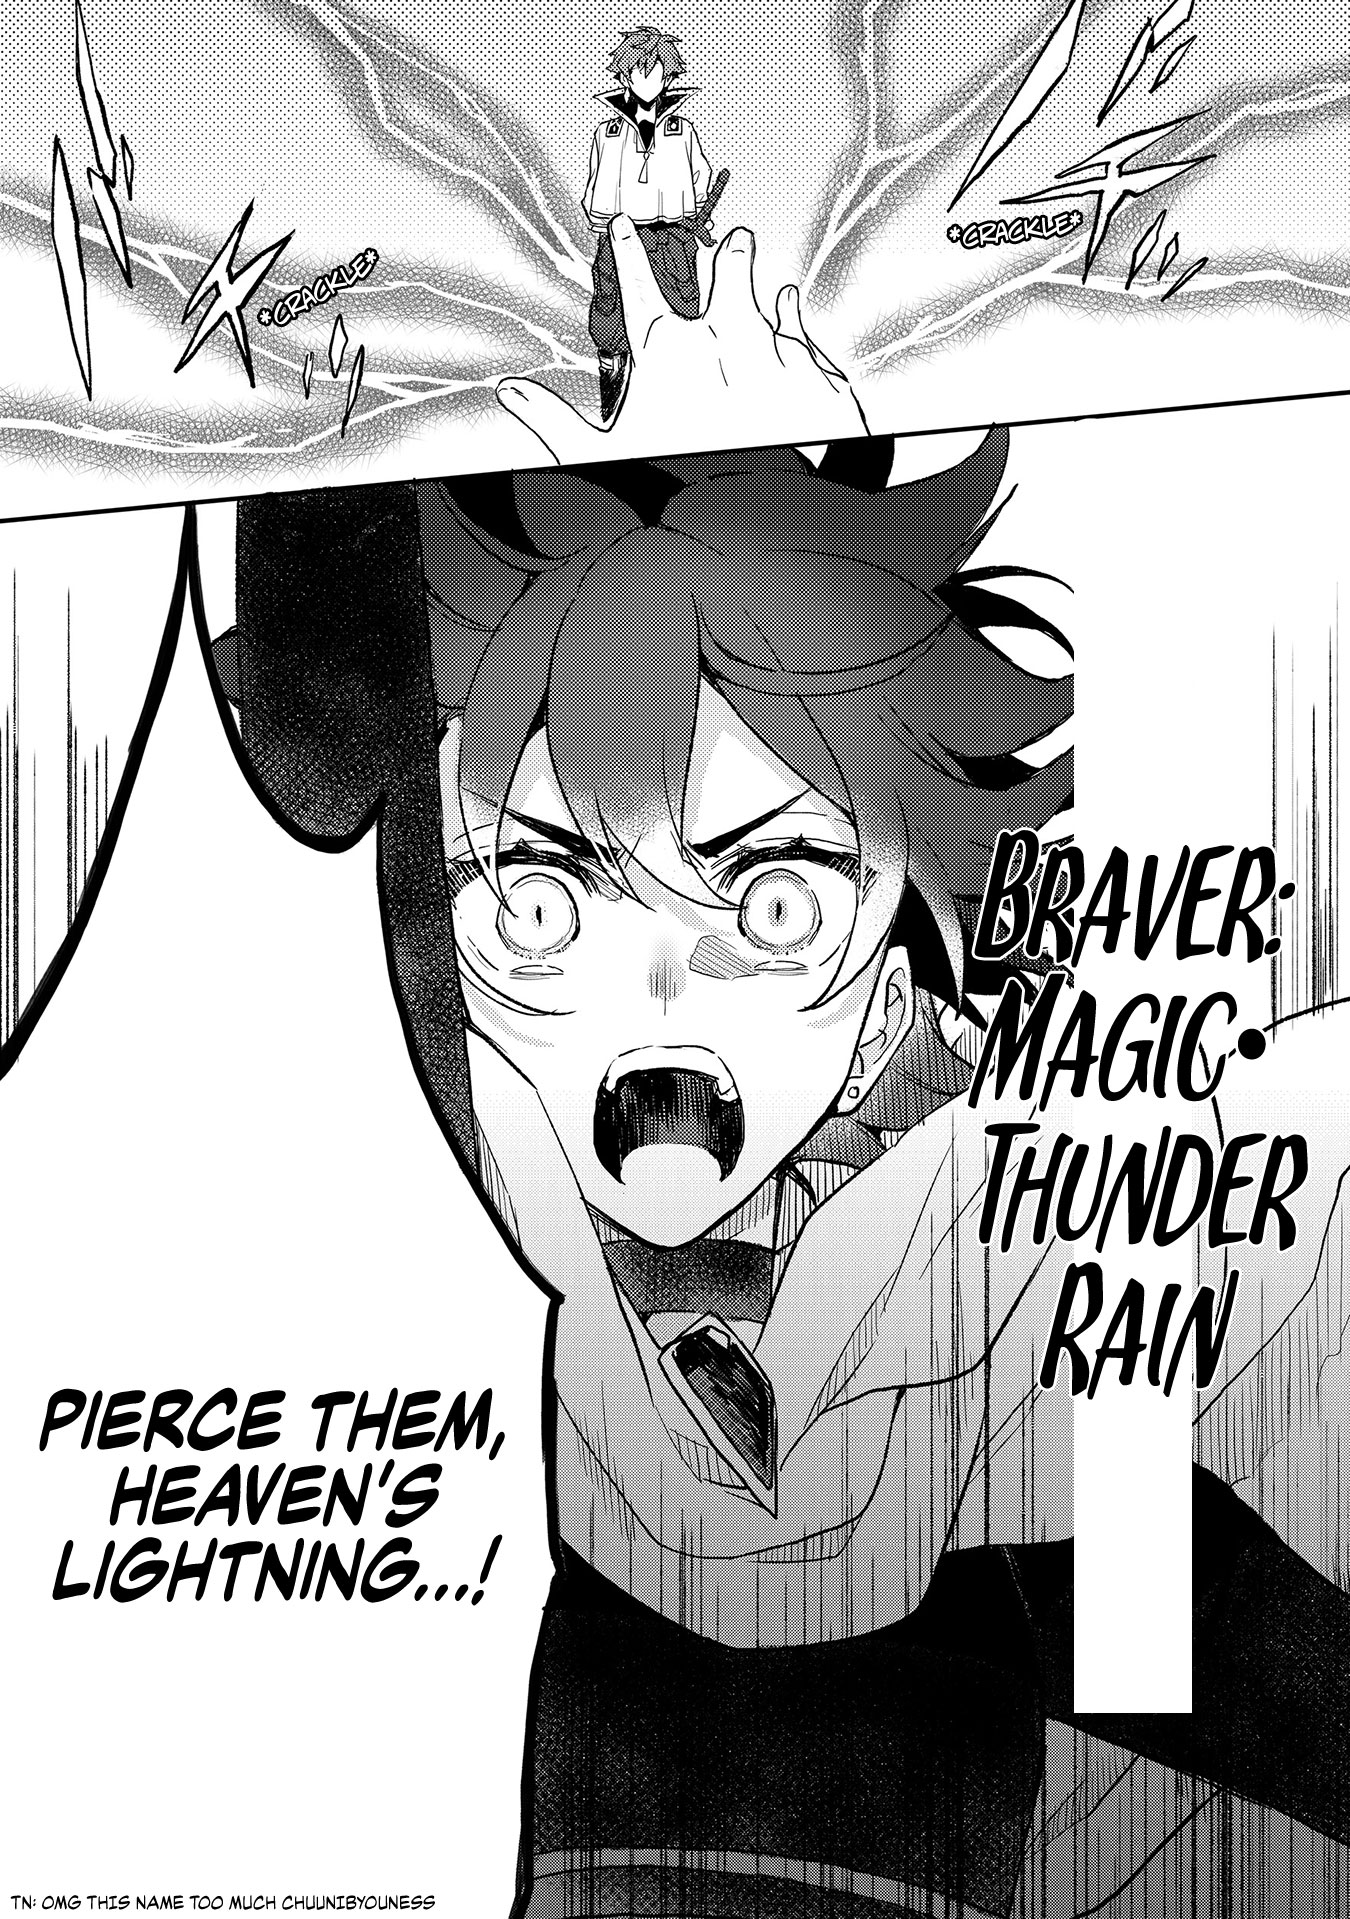 *CRACKLE*
*CRACKLE*
BRAVER:
MAGIC•
THUNDER
RAIN
PIERCE THEM,
HEAVEN'S
LIGHTNING...!
TN: OMG THIS NAME TOO MUCH CHUUNIBYOUNESS